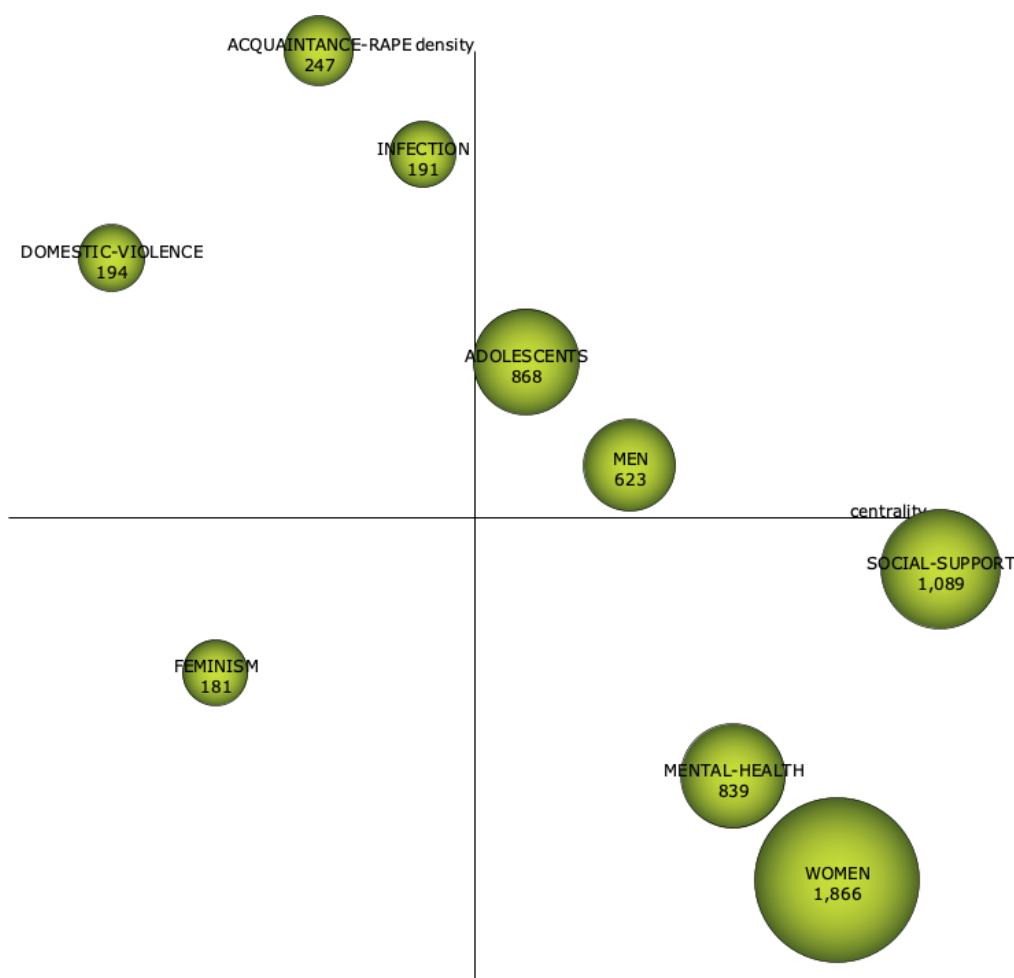 ACQUAINTANCE-RAPE density
247
INFECTION
191
DOMESTIC-VIOLENCE
194
ADOLESCENTS
868
MEN
623
centrality
SOCIAL-SUPPORT
1,089
FEMINISM
181
MENTAL-HEALTH
839
WOMEN
1,866